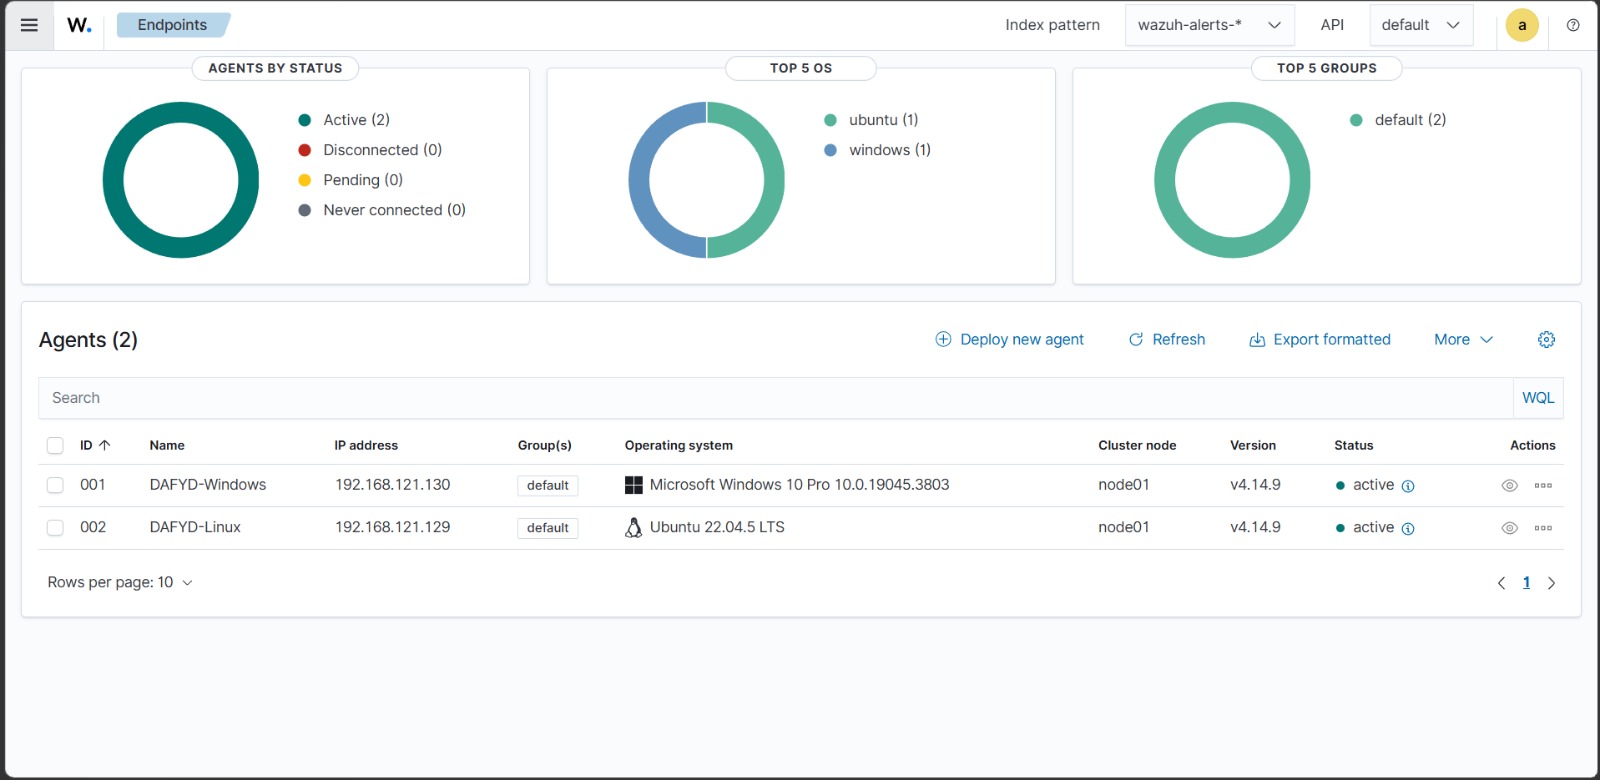 W. Endpoints Index pattern wazuh-alerts-* API default a
AGENTS BY STATUS
Active (2)
Disconnected (0)
Pending (0)
Never connected (0)
TOP 5 OS
ubuntu (1)
windows (1)
TOP 5 GROUPS
default (2)
Agents (2) Deploy new agent Refresh Export formatted More
Search WQL
ID Name IP address Group(s) Operating system Cluster node Version Status Actions
001 DAFYD-Windows 192.168.121.130 default Microsoft Windows 10 Pro 10.0.19045.3803 node01 v4.14.9 active
002 DAFYD-Linux 192.168.121.129 default Ubuntu 22.04.5 LTS node01 v4.14.9 active
Rows per page: 10 1